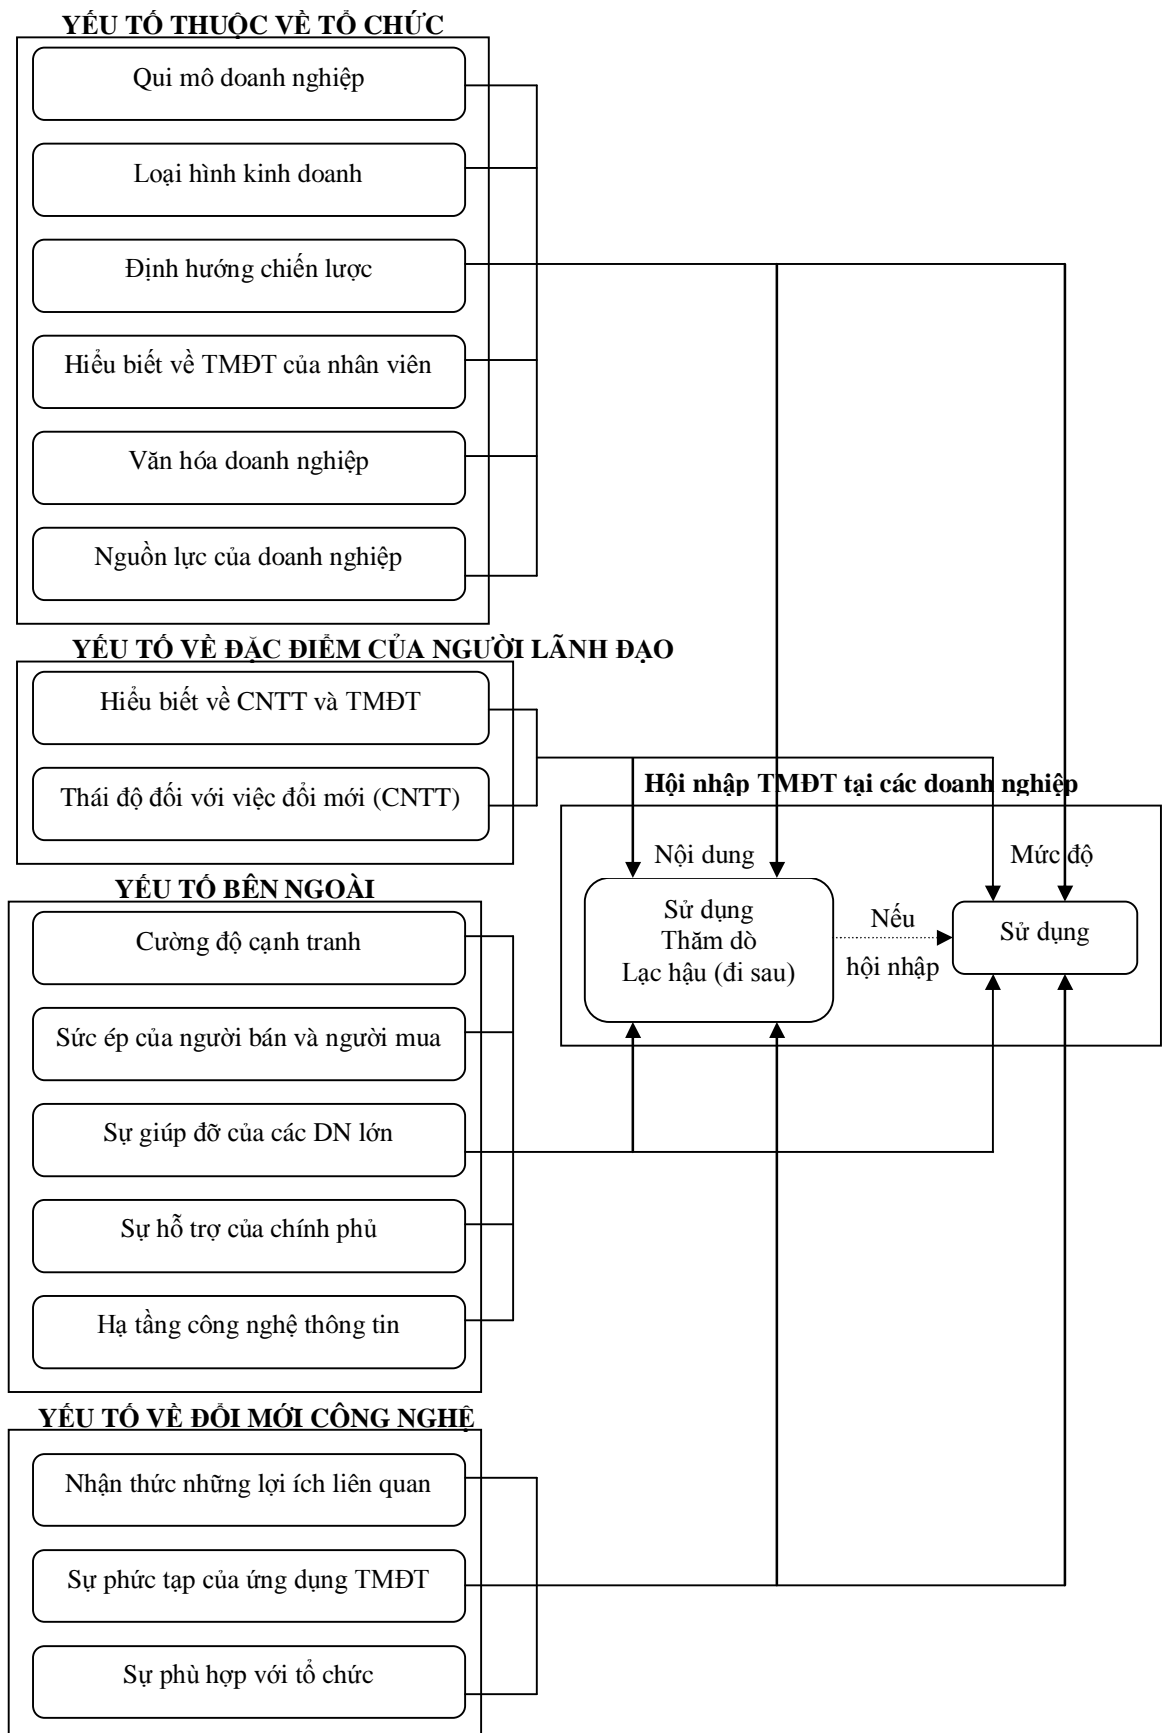 YẾU TỐ THUỘC VỀ TỔ CHỨC
Qui mô doanh nghiệp
Loại hình kinh doanh
Định hướng chiến lược
Hiểu biết về TMĐT của nhân viên
Văn hóa doanh nghiệp
Nguồn lực của doanh nghiệp
YẾU TỐ VỀ ĐẶC ĐIỂM CỦA NGƯỜI LÃNH ĐẠO
Hiểu biết về CNTT và TMĐT
Thái độ đối với việc đổi mới (CNTT)
YẾU TỐ BÊN NGOÀI
Cường độ cạnh tranh
Sức ép của người bán và người mua
Sự giúp đỡ của các DN lớn
Sự hỗ trợ của chính phủ
Hạ tầng công nghệ thông tin
YẾU TỐ VỀ ĐỔI MỚI CÔNG NGHỆ
Nhận thức những lợi ích liên quan
Sự phức tạp của ứng dụng TMĐT
Sự phù hợp với tổ chức
Hội nhập TMĐT tại các doanh nghiệp
Nội dung
Sử dụng
Thăm dò
Lạc hậu (đi sau)
Nếu
hội nhập
Mức độ
Sử dụng